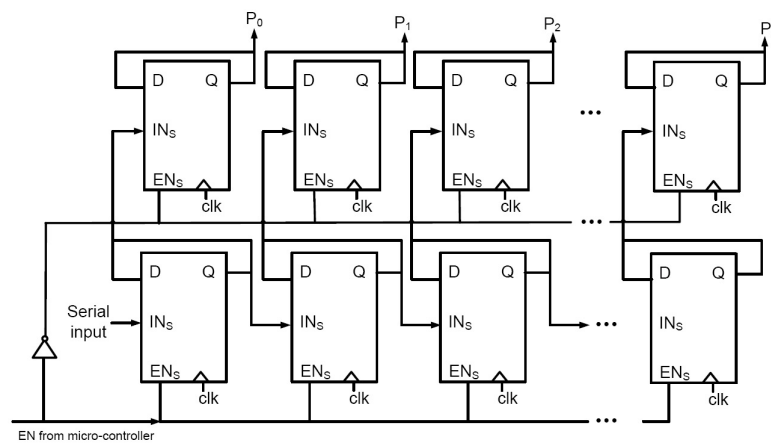 P0 P1 P2 P
D Q D Q D Q D Q
...
INS INS INS INS
ENS ENS ENS ENS
clk clk clk clk
...
D Q D Q D Q D Q
Serial
input
INS INS INS INS
...
ENS ENS ENS ENS
clk clk clk clk
...
EN from micro-controller